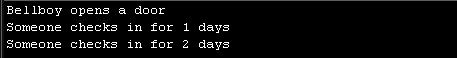 Bellboy opens a door
Someone checks in for 1 days
Someone checks in for 2 days